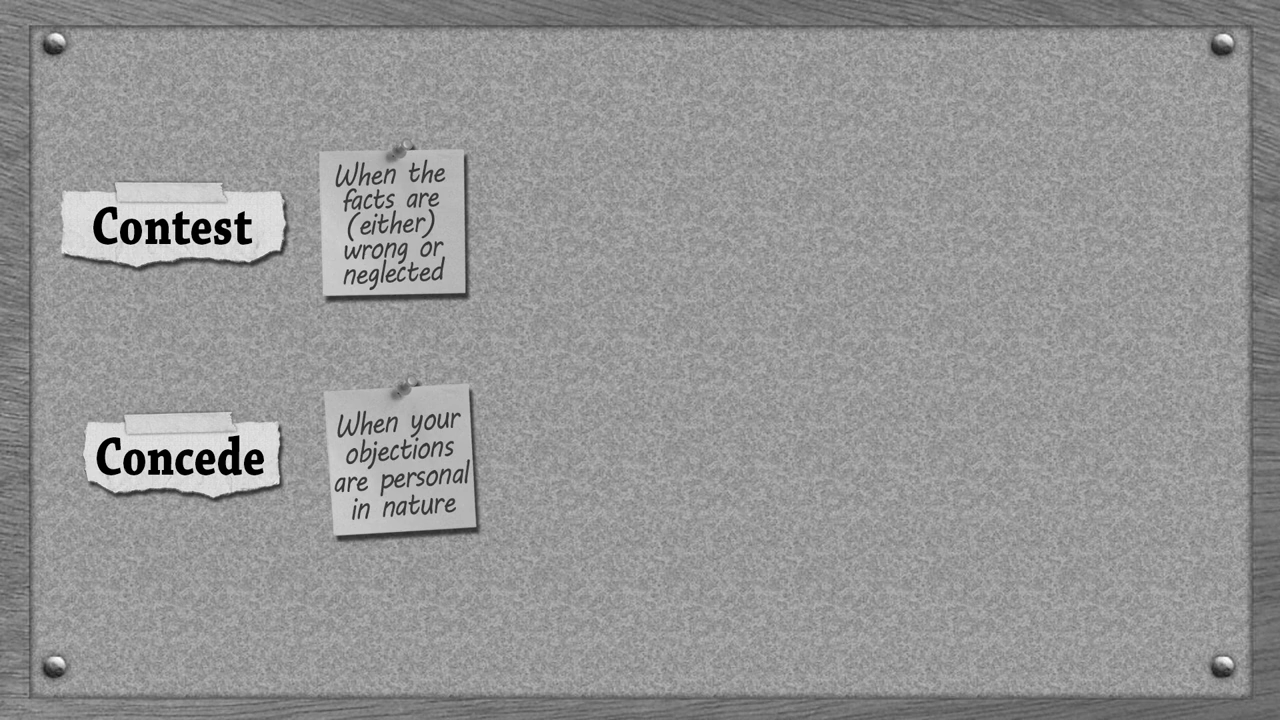 Contest
When the
facts are
(either)
wrong or
neglected
Concede
When your
objections
are personal
in nature